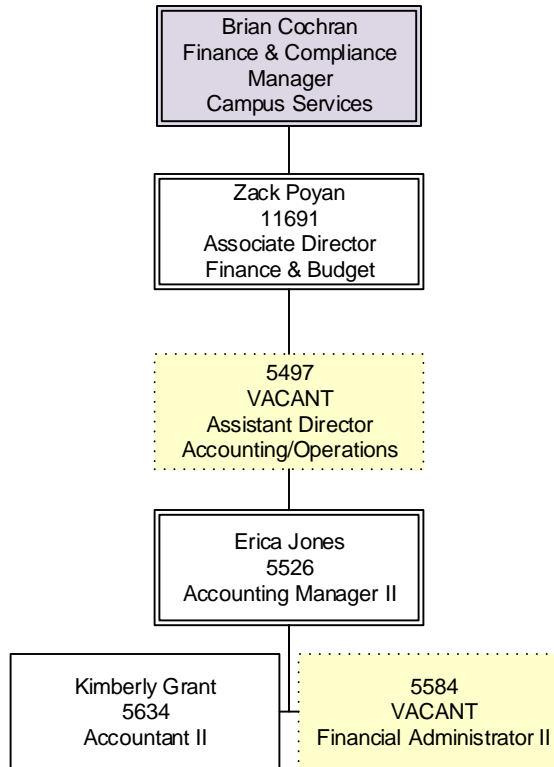 Brian Cochran
Finance & Compliance
Manager
Campus Services
Zack Poyan
11691
Associate Director
Finance & Budget
5497
VACANT
Assistant Director
Accounting/Operations
Erica Jones
5526
Accounting Manager II
Kimberly Grant
5634
Accountant II
5584
VACANT
Financial Administrator II